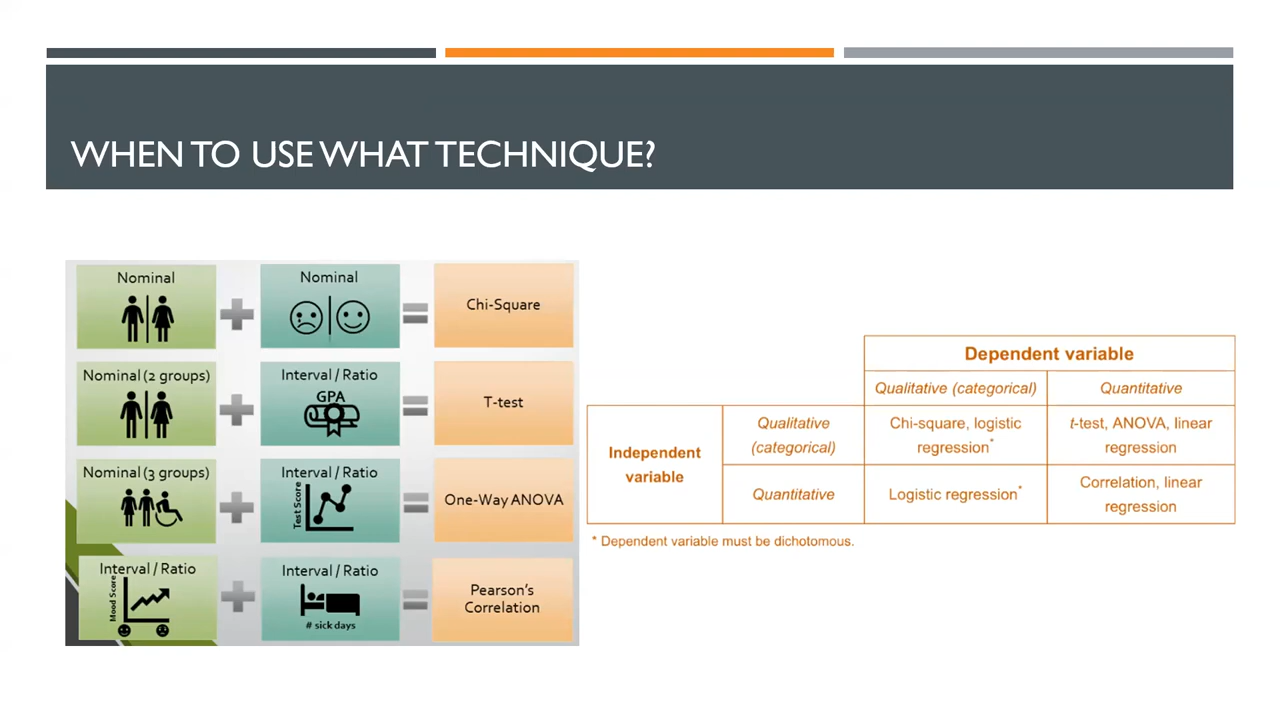 WHEN TO USE WHAT TECHNIQUE?
Nominal
Nominal
Chi-Square
Nominal (2 groups)
Interval / Ratio
GPA
T-test
Nominal (3 groups)
Interval / Ratio
Test Score
One-Way ANOVA
Interval / Ratio
Mood Score
Interval / Ratio
# sick days
Pearson's
Correlation
Dependent variable
Qualitative (categorical)
Quantitative
Independent
variable
Qualitative
(categorical)
Chi-square, logistic
regression*
t-test, ANOVA, linear
regression
Quantitative
Logistic regression*
Correlation, linear
regression
* Dependent variable must be dichotomous.